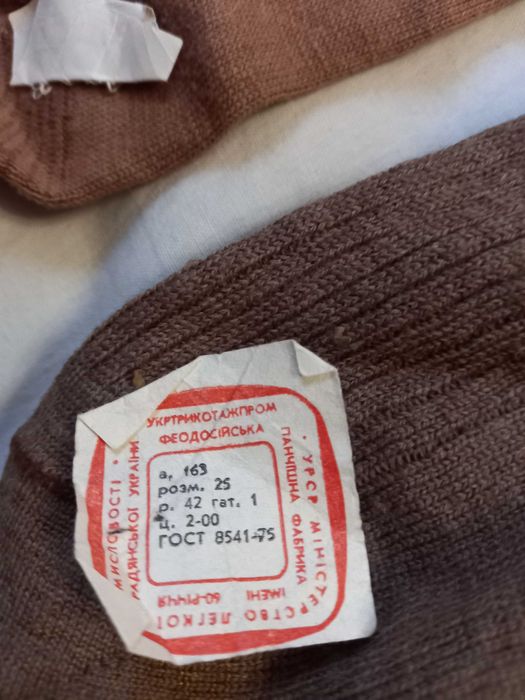 УКРТРИКОТАЖПРОМ
УРСР МІНІСТЕРСТВО ЛЕГКОЇ
МИСЛОВОСТІ
ФЕОДОСІЙСЬКА
ПАНЧІШНА ФАБРИКА
ІМЕНІ 60-РІЧЧЯ
РАДЯНСЬКОЇ УКРАЇНИ
а, 163
розм. 25
р. 42 гат. 1
ц. 2-00
ГОСТ 8541-75